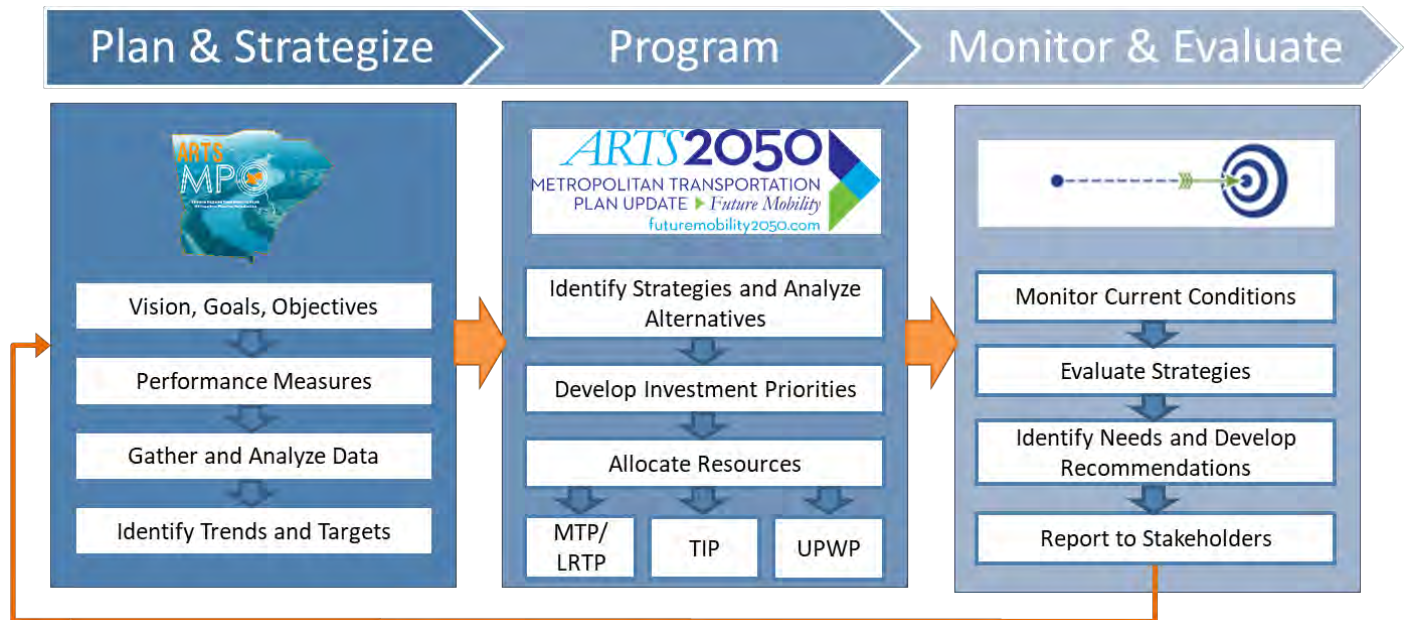 Plan & Strategize
Program
Monitor & Evaluate
ARTS
MPO
Vision, Goals, Objectives
Performance Measures
Gather and Analyze Data
Identify Trends and Targets
ARTS2050
METROPOLITAN TRANSPORTATION
PLAN UPDATE Future Mobility
futuremobility2050.com
Identify Strategies and Analyze
Alternatives
Develop Investment Priorities
Allocate Resources
MTP/
LRTP
TIP
UPWP
Monitor Current Conditions
Evaluate Strategies
Identify Needs and Develop
Recommendations
Report to Stakeholders